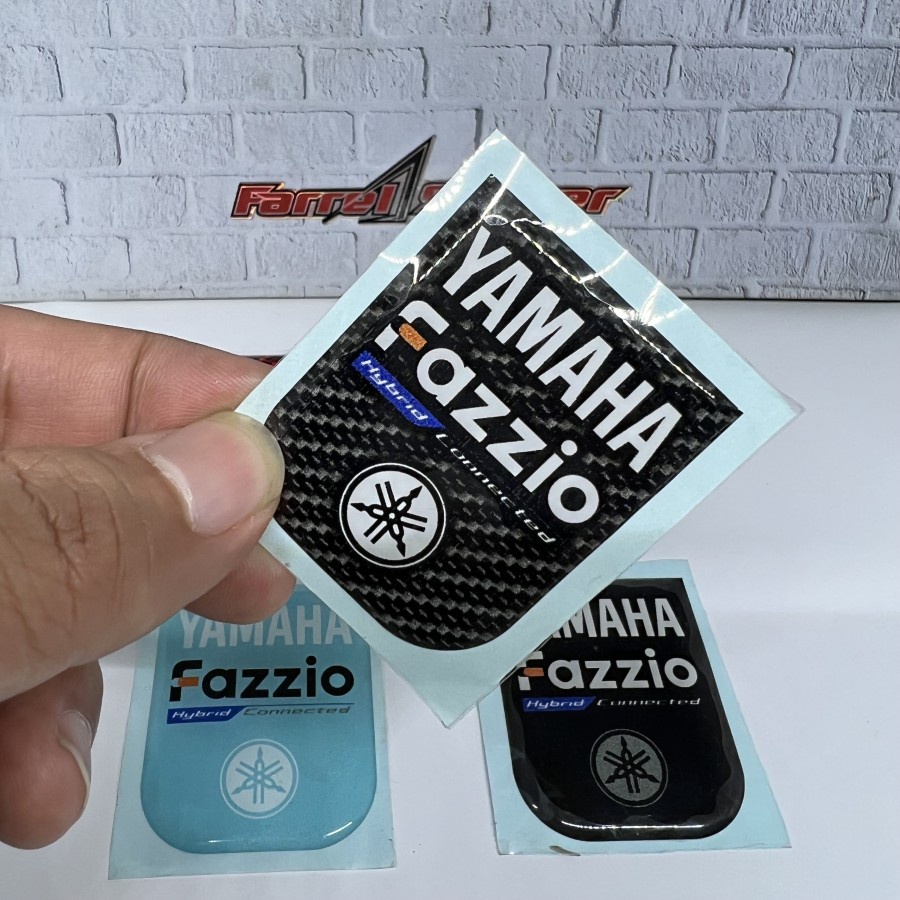 Farrel
YAMAHA
Fazzio
Hybrid Connected
YAMAHA
Fazzio
Hybrid Connected
YAMAHA
Fazzio
Hybrid Connected